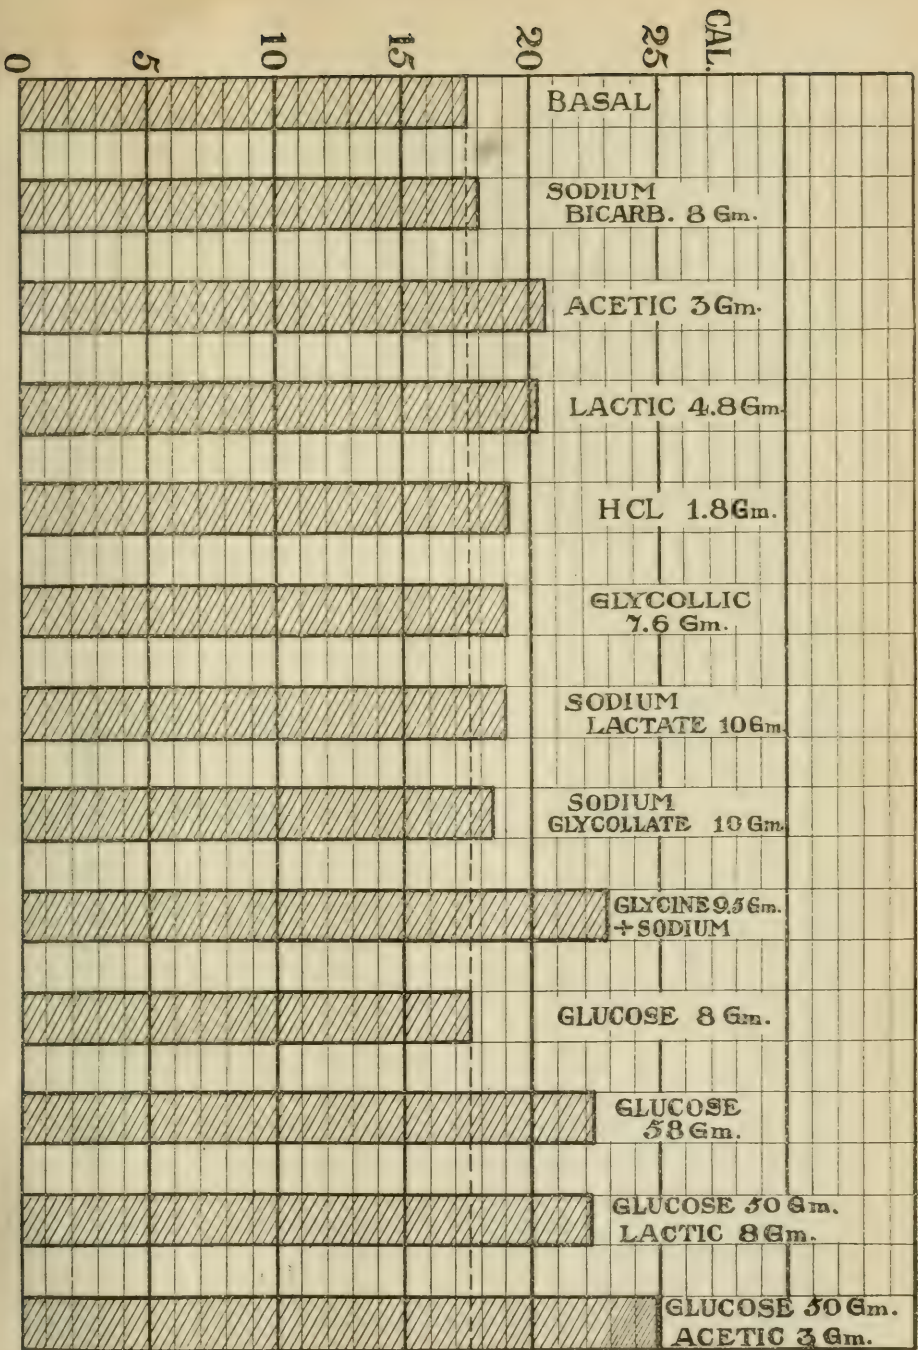 CAL.
0 5 10 15 20 25
BASAL
SODIUM
BICARB. 8 Gm.
ACETIC 3 Gm.
LACTIC 4.8 Gm.
HCL 1.8 Gm.
GLYCOLLIC
7.6 Gm.
SODIUM
LACTATE 10 Gm.
SODIUM
GLYCOLLATE 10 Gm.
GLYCINE 9.5 Gm.
+ SODIUM
GLUCOSE 8 Gm.
GLUCOSE
58 Gm.
GLUCOSE 50 Gm.
LACTIC 8 Gm.
GLUCOSE 50 Gm.
ACETIC 3 Gm.